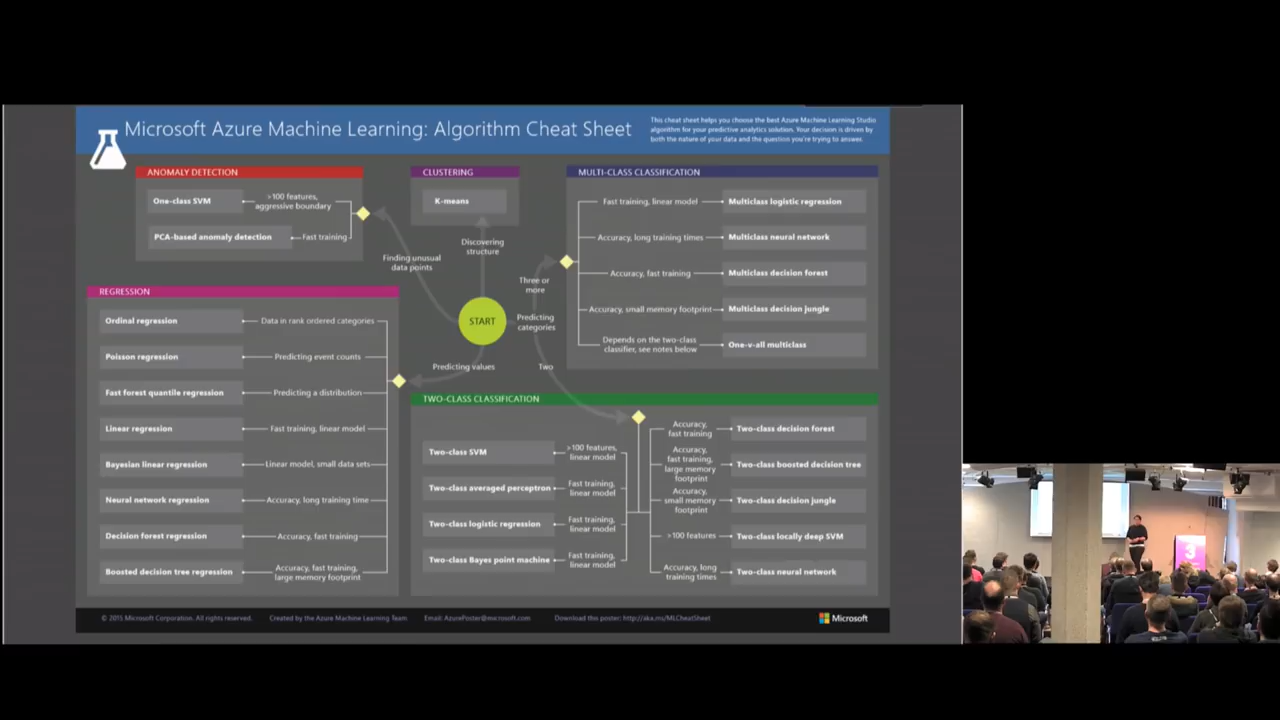 Microsoft Azure Machine Learning: Algorithm Cheat Sheet
This cheat sheet helps you choose the best Azure Machine Learning Studio
algorithm for your predictive analytics solution. Your decision is driven by
both the nature of your data and the question you're trying to answer.
ANOMALY DETECTION
One-class SVM
>100 features,
aggressive boundary
PCA-based anomaly detection
Fast training
CLUSTERING
K-means
Discovering
structure
Finding unusual
data points
START
Three or
more
Predicting
categories
Predicting values
Two
MULTI-CLASS CLASSIFICATION
Fast training, linear model
Multiclass logistic regression
Accuracy, long training times
Multiclass neural network
Accuracy, fast training
Multiclass decision forest
Accuracy, small memory footprint
Multiclass decision jungle
Depends on the two-class
classifier, see notes below
One-v-all multiclass
REGRESSION
Ordinal regression
Data in rank ordered categories
Poisson regression
Predicting event counts
Fast forest quantile regression
Predicting a distribution
Linear regression
Fast training, linear model
Bayesian linear regression
Linear model, small data sets
Neural network regression
Accuracy, long training time
Decision forest regression
Accuracy, fast training
Boosted decision tree regression
Accuracy, fast training,
large memory footprint
TWO-CLASS CLASSIFICATION
Two-class SVM
>100 features,
linear model
Two-class averaged perceptron
Fast training,
linear model
Two-class logistic regression
Fast training,
linear model
Two-class Bayes point machine
Fast training,
linear model
Accuracy,
fast training
Two-class decision forest
Accuracy,
fast training,
large memory
footprint
Two-class boosted decision tree
Accuracy,
small memory
footprint
Two-class decision jungle
>100 features
Two-class locally deep SVM
Accuracy, long
training times
Two-class neural network
© 2015 Microsoft Corporation. All rights reserved.
Created by the Azure Machine Learning Team
Email: AzurePoster@microsoft.com
Download this poster: http://aka.ms/MLCheatSheet
Microsoft
3